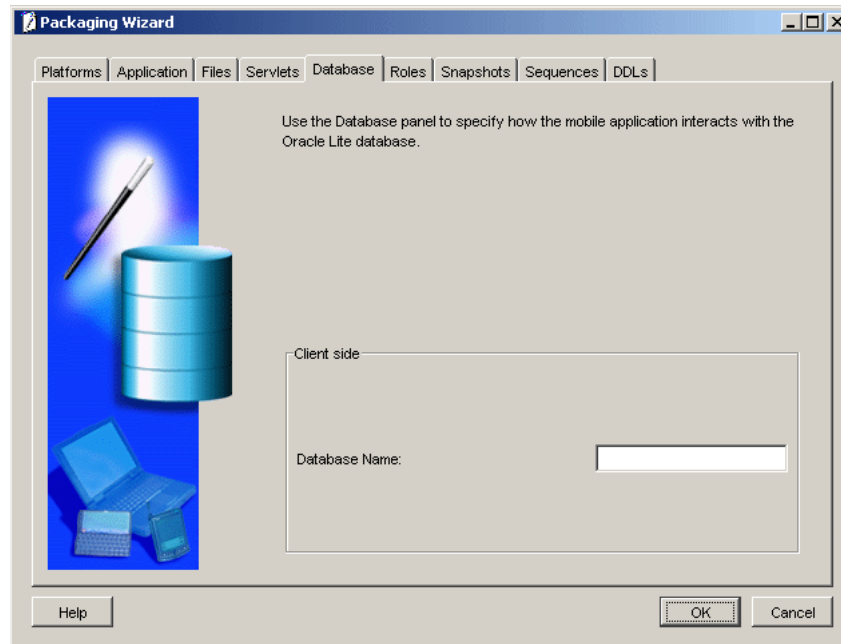 Packaging Wizard
Platforms Application Files Servlets Database Roles Snapshots Sequences DDLs
Use the Database panel to specify how the mobile application interacts with the
Oracle Lite database.
Client side
Database Name:
Help OK Cancel